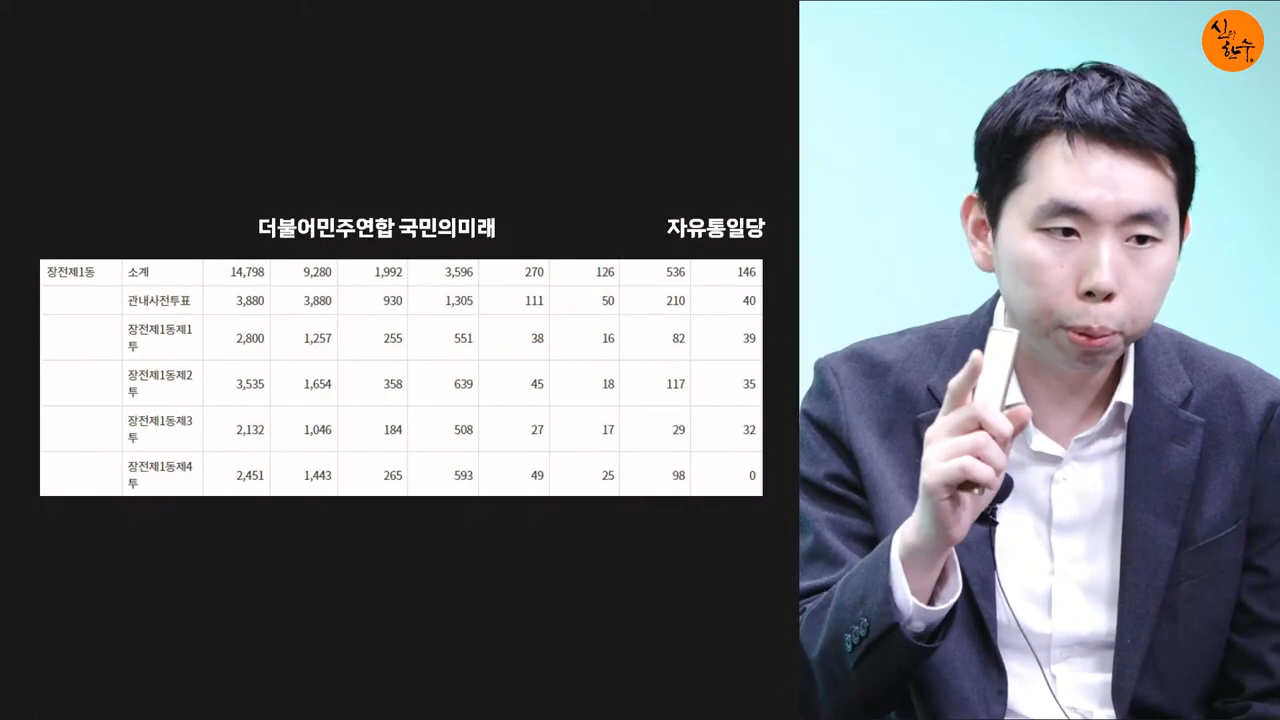 신의
한수
더불어민주연합 국민의미래 자유통일당
장전제1동 소계 14,798 9,280 1,992 3,596 270 126 536 146
관내사전투표 3,880 3,880 930 1,305 111 50 210 40
장전제1동제1
투 2,800 1,257 255 551 38 16 82 39
장전제1동제2
투 3,535 1,654 358 639 45 18 117 35
장전제1동제3
투 2,132 1,046 184 508 27 17 29 32
장전제1동제4
투 2,451 1,443 265 593 49 25 98 0